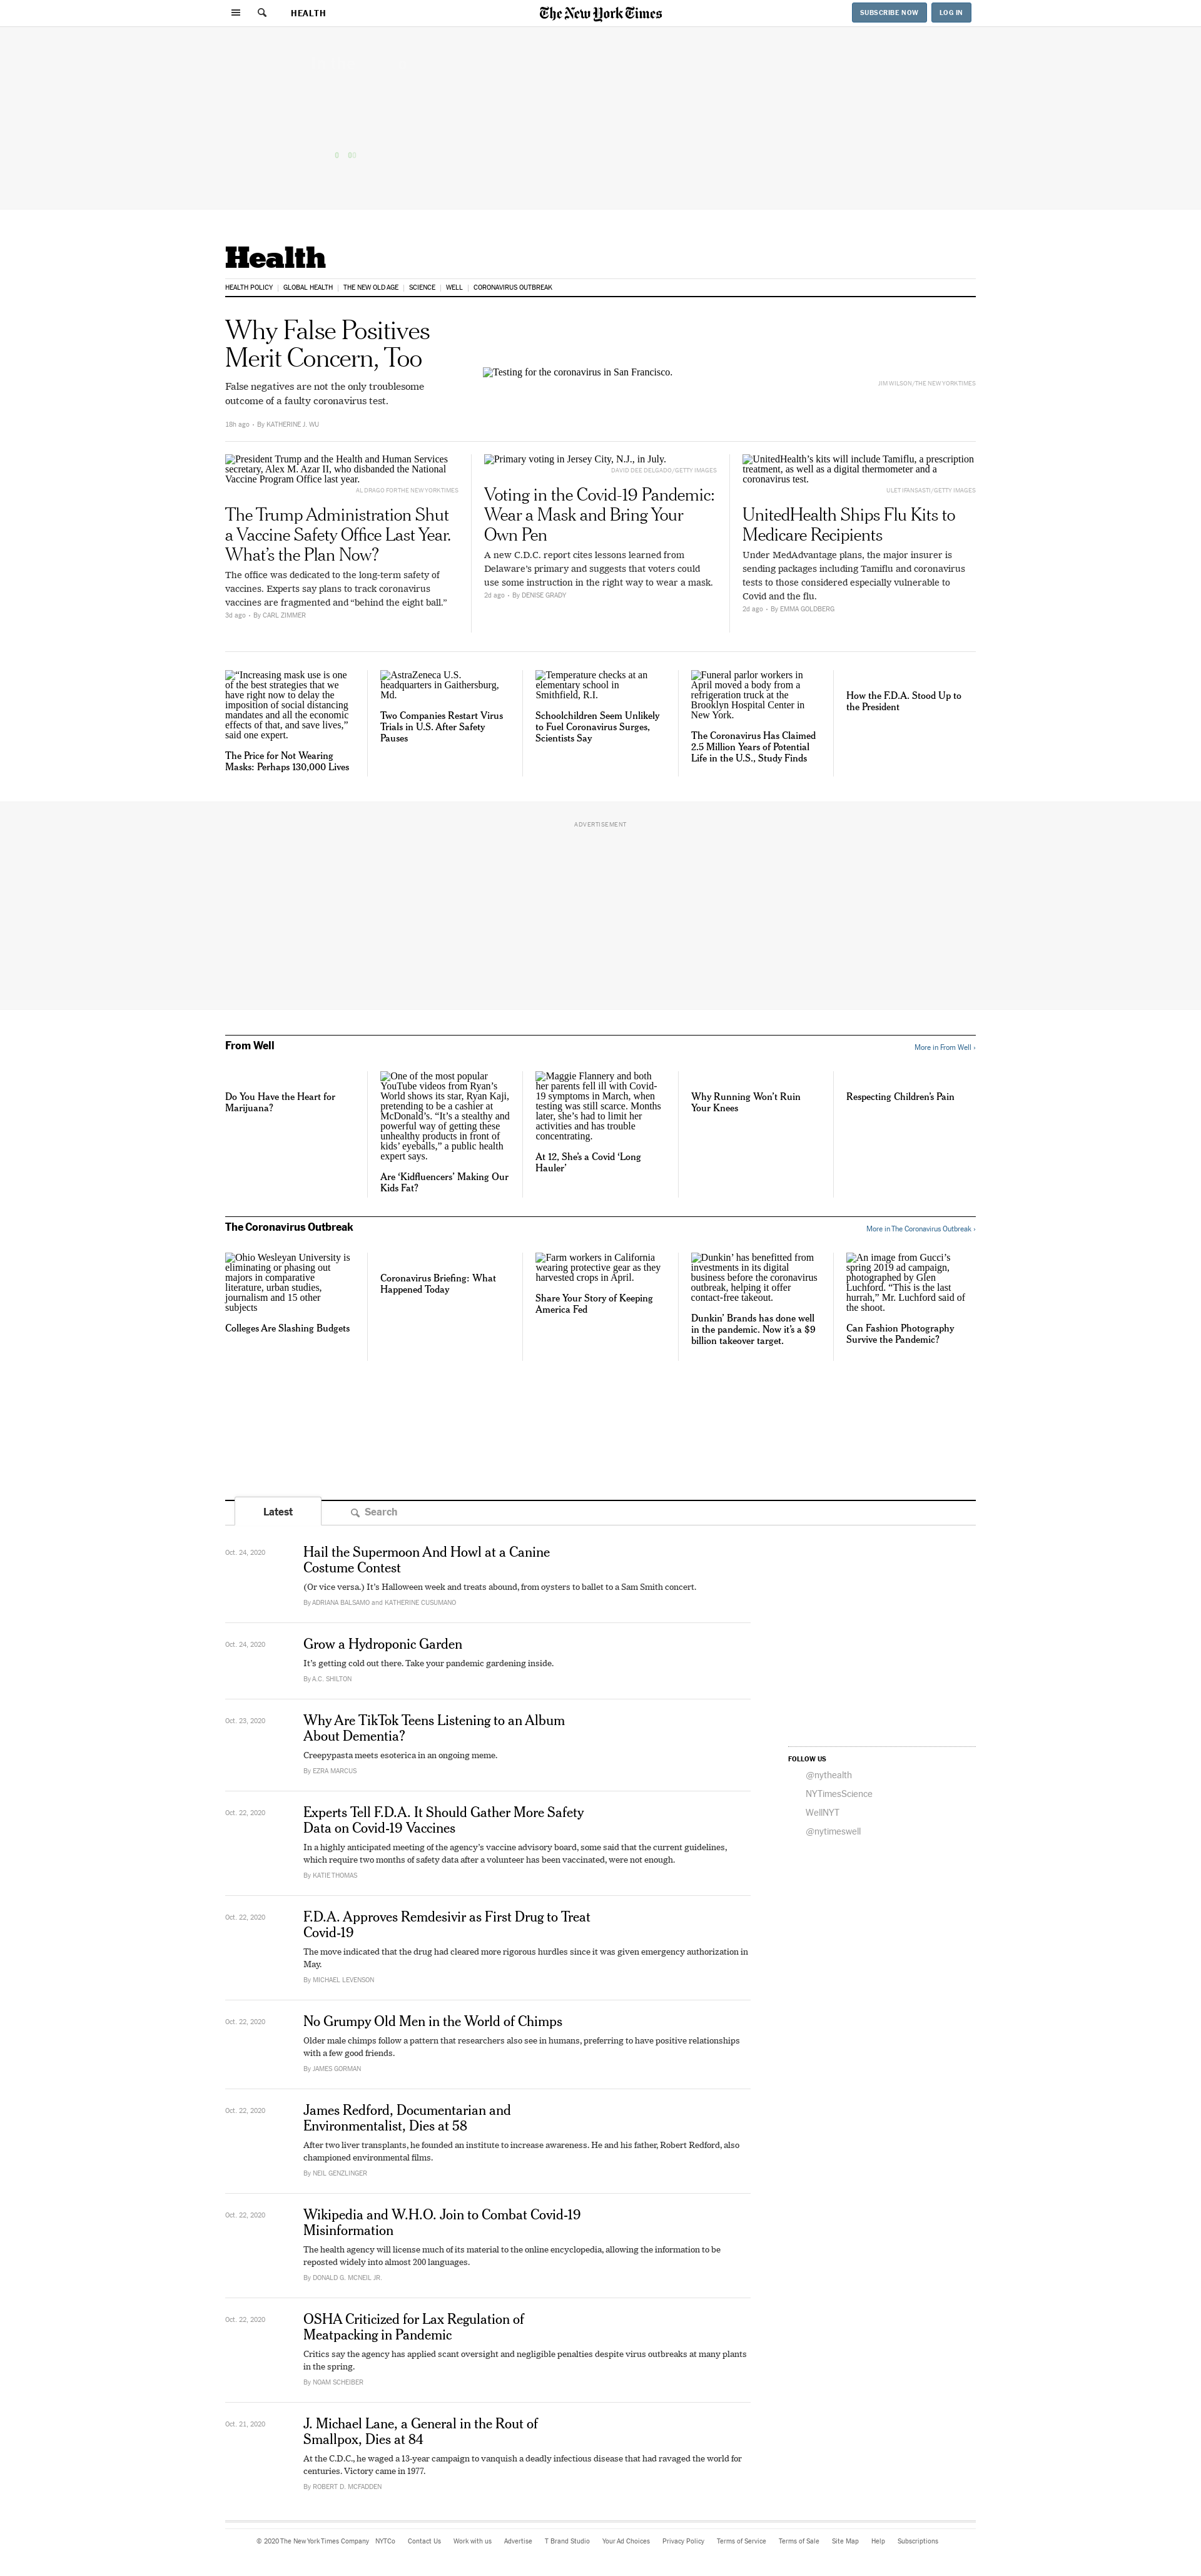 HEALTH
The New York Times
SUBSCRIBE NOW
LOG IN
Health
HEALTH POLICY | GLOBAL HEALTH | THE NEW OLD AGE | SCIENCE | WELL | CORONAVIRUS OUTBREAK
Why False Positives
Merit Concern, Too
False negatives are not the only troublesome
outcome of a faulty coronavirus test.
18h ago • By KATHERINE J. WU
Testing for the coronavirus in San Francisco.
JIM WILSON/THE NEW YORK TIMES
President Trump and the Health and Human Services
secretary, Alex M. Azar II, who disbanded the National
Vaccine Program Office last year.
AL DRAGO FOR THE NEW YORK TIMES
The Trump Administration Shut
a Vaccine Safety Office Last Year.
What’s the Plan Now?
The office was dedicated to the long-term safety of
vaccines. Experts say plans to track coronavirus
vaccines are fragmented and “behind the eight ball.”
3d ago • By CARL ZIMMER
Primary voting in Jersey City, N.J., in July.
DAVID DEE DELGADO/GETTY IMAGES
Voting in the Covid-19 Pandemic:
Wear a Mask and Bring Your
Own Pen
A new C.D.C. report cites lessons learned from
Delaware’s primary and suggests that voters could
use some instruction in the right way to wear a mask.
2d ago • By DENISE GRADY
UnitedHealth’s kits will include Tamiflu, a prescription
treatment, as well as a digital thermometer and a
coronavirus test.
ULET IFANSASTI/GETTY IMAGES
UnitedHealth Ships Flu Kits to
Medicare Recipients
Under MedAdvantage plans, the major insurer is
sending packages including Tamiflu and coronavirus
tests to those considered especially vulnerable to
Covid and the flu.
2d ago • By EMMA GOLDBERG
“Increasing mask use is one
of the best strategies that we
have right now to delay the
imposition of social distancing
mandates and all the economic
effects of that, and save lives,”
said one expert.
The Price for Not Wearing
Masks: Perhaps 130,000 Lives
AstraZeneca U.S.
headquarters in Gaithersburg,
Md.
Two Companies Restart Virus
Trials in U.S. After Safety
Pauses
Temperature checks at an
elementary school in
Smithfield, R.I.
Schoolchildren Seem Unlikely
to Fuel Coronavirus Surges,
Scientists Say
Funeral parlor workers in
April moved a body from a
refrigeration truck at the
Brooklyn Hospital Center in
New York.
The Coronavirus Has Claimed
2.5 Million Years of Potential
Life in the U.S., Study Finds
How the F.D.A. Stood Up to
the President
ADVERTISEMENT
From Well
More in From Well ›
Do You Have the Heart for
Marijuana?
One of the most popular
YouTube videos from Ryan’s
World shows its star, Ryan Kaji,
pretending to be a cashier at
McDonald’s. “It’s a stealthy and
powerful way of getting these
unhealthy products in front of
kids’ eyeballs,” a public health
expert says.
Are ‘Kidfluencers’ Making Our
Kids Fat?
Maggie Flannery and both
her parents fell ill with Covid-
19 symptoms in March, when
testing was still scarce. Months
later, she’s had to limit her
activities and has trouble
concentrating.
At 12, She’s a Covid ‘Long
Hauler’
Why Running Won’t Ruin
Your Knees
Respecting Children’s Pain
The Coronavirus Outbreak
More in The Coronavirus Outbreak ›
Ohio Wesleyan University is
eliminating or phasing out
majors in comparative
literature, urban studies,
journalism and 15 other
subjects
Colleges Are Slashing Budgets
Coronavirus Briefing: What
Happened Today
Farm workers in California
wearing protective gear as they
harvested crops in April.
Share Your Story of Keeping
America Fed
Dunkin’ has benefitted from
investments in its digital
business before the coronavirus
outbreak, helping it offer
contact-free takeout.
Dunkin’ Brands has done well
in the pandemic. Now it’s a $9
billion takeover target.
An image from Gucci’s
spring 2019 ad campaign,
photographed by Glen
Luchford. “This is the last
hurrah,” Mr. Luchford said of
the shoot.
Can Fashion Photography
Survive the Pandemic?
Latest
Search
Oct. 24, 2020
Hail the Supermoon And Howl at a Canine
Costume Contest
(Or vice versa.) It’s Halloween week and treats abound, from oysters to ballet to a Sam Smith concert.
By ADRIANA BALSAMO and KATHERINE CUSUMANO
Oct. 24, 2020
Grow a Hydroponic Garden
It’s getting cold out there. Take your pandemic gardening inside.
By A.C. SHILTON
Oct. 23, 2020
Why Are TikTok Teens Listening to an Album
About Dementia?
Creepypasta meets esoterica in an ongoing meme.
By EZRA MARCUS
FOLLOW US
@nythealth
NYTimesScience
WellNYT
@nytimeswell
Oct. 22, 2020
Experts Tell F.D.A. It Should Gather More Safety
Data on Covid-19 Vaccines
In a highly anticipated meeting of the agency’s vaccine advisory board, some said that the current guidelines,
which require two months of safety data after a volunteer has been vaccinated, were not enough.
By KATIE THOMAS
Oct. 22, 2020
F.D.A. Approves Remdesivir as First Drug to Treat
Covid-19
The move indicated that the drug had cleared more rigorous hurdles since it was given emergency authorization in
May.
By MICHAEL LEVENSON
Oct. 22, 2020
No Grumpy Old Men in the World of Chimps
Older male chimps follow a pattern that researchers also see in humans, preferring to have positive relationships
with a few good friends.
By JAMES GORMAN
Oct. 22, 2020
James Redford, Documentarian and
Environmentalist, Dies at 58
After two liver transplants, he founded an institute to increase awareness. He and his father, Robert Redford, also
championed environmental films.
By NEIL GENZLINGER
Oct. 22, 2020
Wikipedia and W.H.O. Join to Combat Covid-19
Misinformation
The health agency will license much of its material to the online encyclopedia, allowing the information to be
reposted widely into almost 200 languages.
By DONALD G. MCNEIL JR.
Oct. 22, 2020
OSHA Criticized for Lax Regulation of
Meatpacking in Pandemic
Critics say the agency has applied scant oversight and negligible penalties despite virus outbreaks at many plants
in the spring.
By NOAM SCHEIBER
Oct. 21, 2020
J. Michael Lane, a General in the Rout of
Smallpox, Dies at 84
At the C.D.C., he waged a 13-year campaign to vanquish a deadly infectious disease that had ravaged the world for
centuries. Victory came in 1977.
By ROBERT D. MCFADDEN
© 2020 The New York Times Company NYTCo Contact Us Work with us Advertise T Brand Studio Your Ad Choices Privacy Policy Terms of Service Terms of Sale Site Map Help Subscriptions